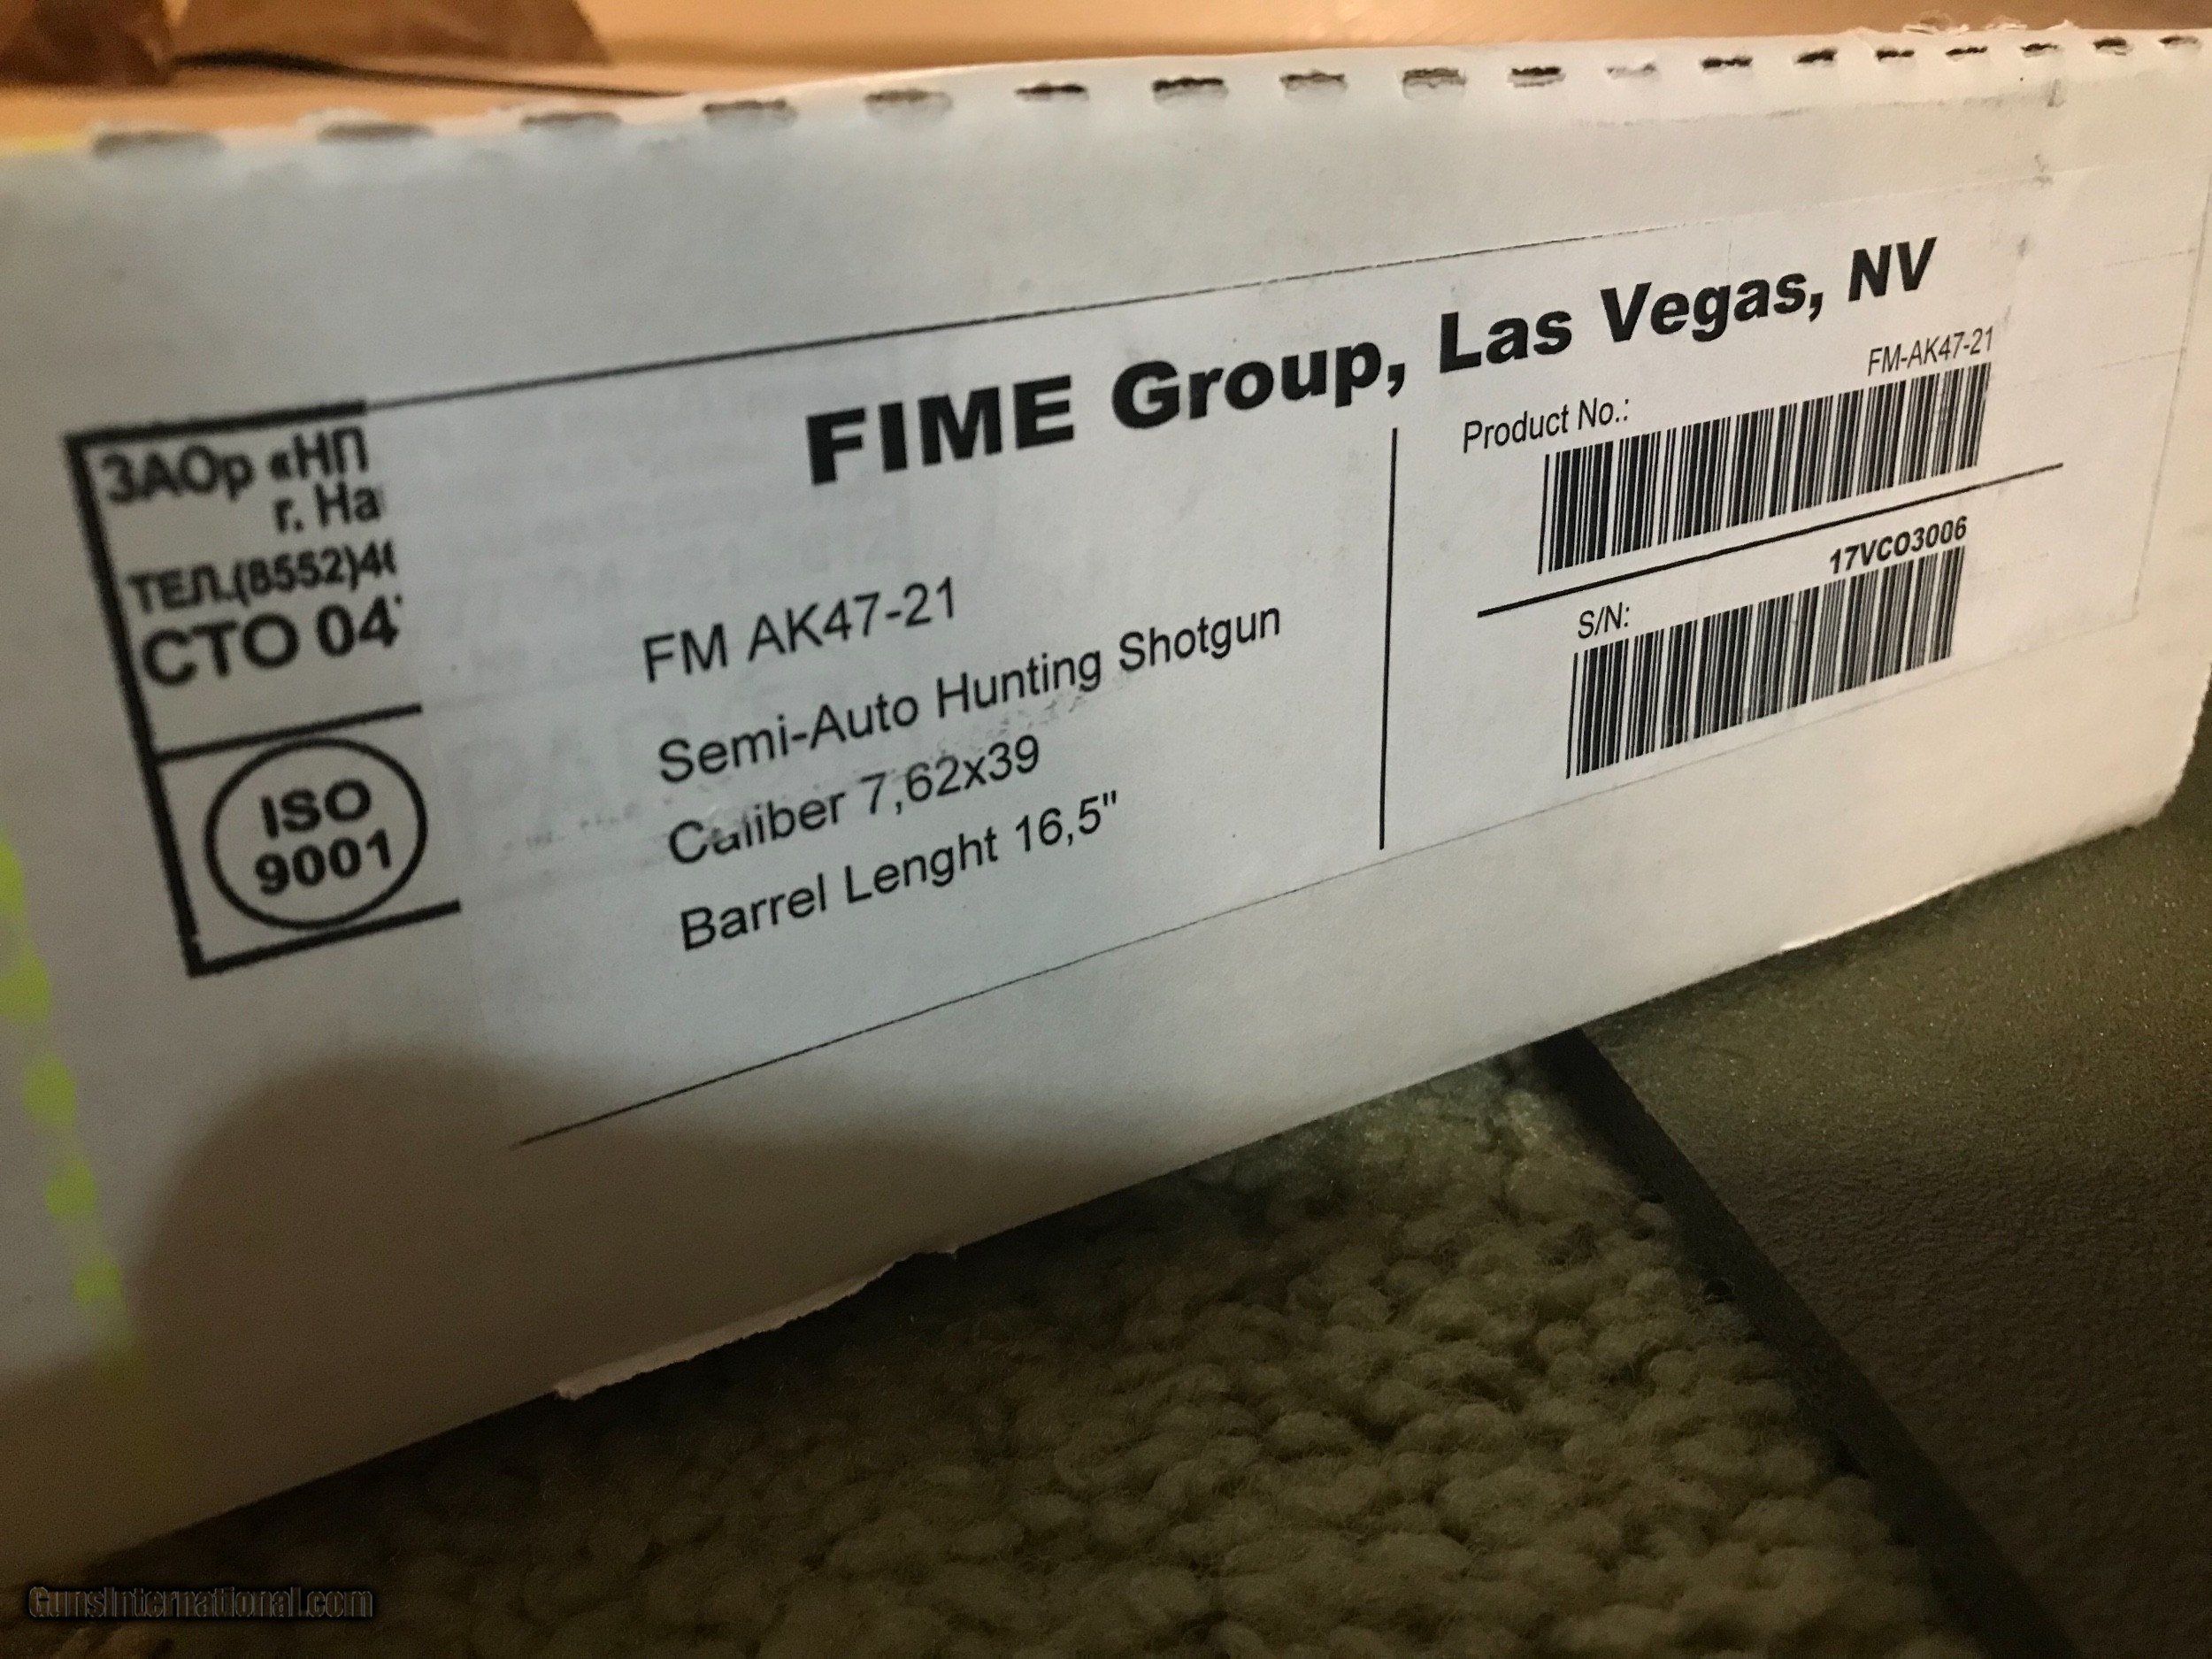 FIME Group, Las Vegas, NV
ЗАОр «НП
г. На
ТЕЛ.(8552)4
СТО 04
ISO
9001
FM AK47-21
Semi-Auto Hunting Shotgun
Caliber 7,62x39
Barrel Lenght 16,5"
Product No.:
FM-AK47-21
S/N:
17VCO3006
GunsInternational.com